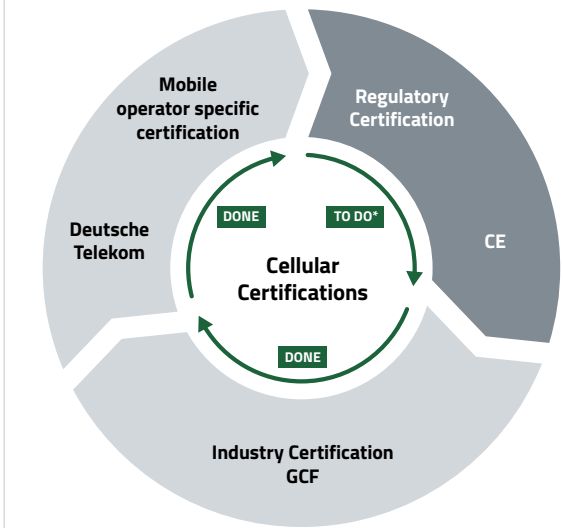 Mobile
operator specific
certification
Regulatory
Certification
DONE
TO DO*
Deutsche
Telekom
CE
Cellular
Certifications
DONE
Industry Certification
GCF